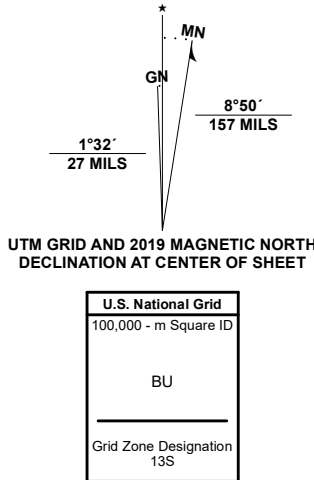 ★
MN
GN
8°50´
157 MILS
1°32´
27 MILS
UTM GRID AND 2019 MAGNETIC NORTH
DECLINATION AT CENTER OF SHEET
U.S. National Grid
100,000 - m Square ID
BU
Grid Zone Designation
13S